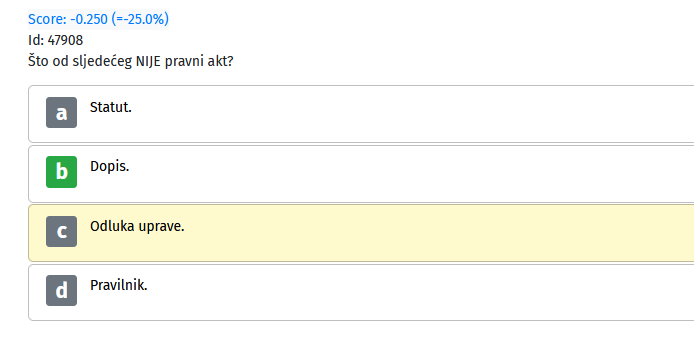 Score: -0.250 (=-25.0%)
Id: 47908
Što od sljedećeg NIJE pravni akt?
a Statut.
b Dopis.
c Odluka uprave.
d Pravilnik.